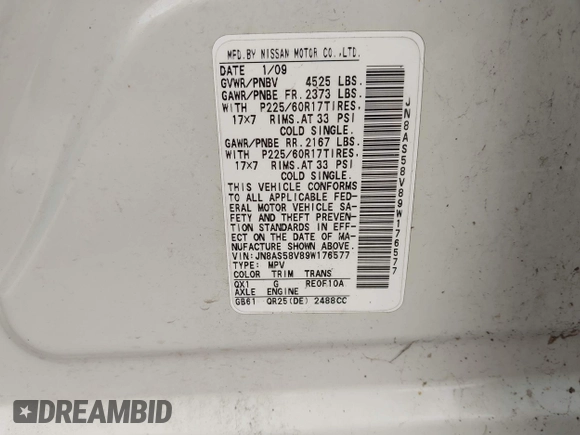 MFD.BY NISSAN MOTOR CO.,LTD.
DATE 1/09
GVWR/PNBV 4525 LBS.
GAWR/PNBE FR.2373 LBS.
WITH P225/60R17TIRES.
17×7 RIMS.AT 33 PSI
COLD SINGLE.
GAWR/PNBE RR.2167 LBS.
WITH P225/60R17TIRES.
17×7 RIMS.AT 33 PSI
COLD SINGLE.
THIS VEHICLE CONFORMS
TO ALL APPLICABLE FED-
ERAL MOTOR VEHICLE SA-
FETY AND THEFT PREVEN-
TION STANDARDS IN EFF-
ECT ON THE DATE OF MA-
NUFACTURE SHOWN ABOVE.
VIN:JN8AS58V89W176577
TYPE: MPV
COLOR TRIM TRANS
QX1 G RE0F10A
AXLE ENGINE
GB61 QR25(DE) 2488CC
JN8AS58V89W176577
DREAMBID